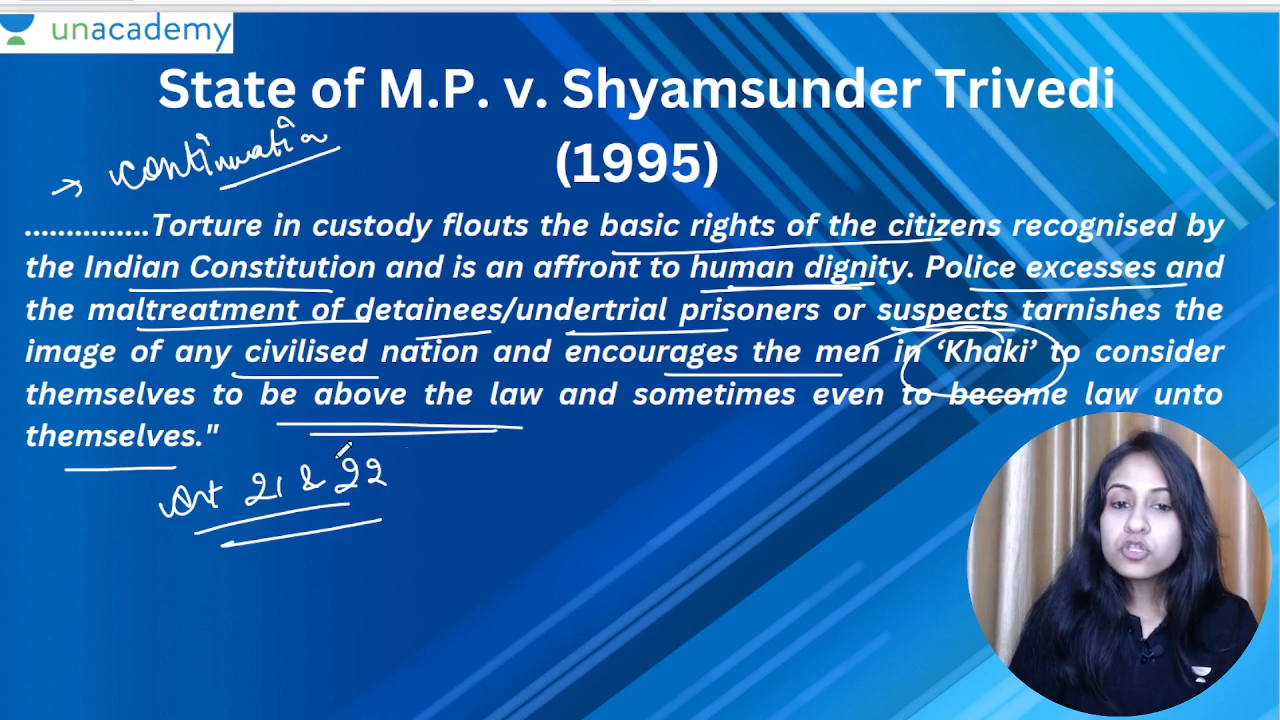 unacademy
State of M.P. v. Shyamsunder Trivedi
(1995)
→ continuation
...............Torture in custody flouts the basic rights of the citizens recognised by
the Indian Constitution and is an affront to human dignity. Police excesses and
the maltreatment of detainees/undertrial prisoners or suspects tarnishes the
image of any civilised nation and encourages the men in ‘Khaki’ to consider
themselves to be above the law and sometimes even to become law unto
themselves."
Art 21 & 22